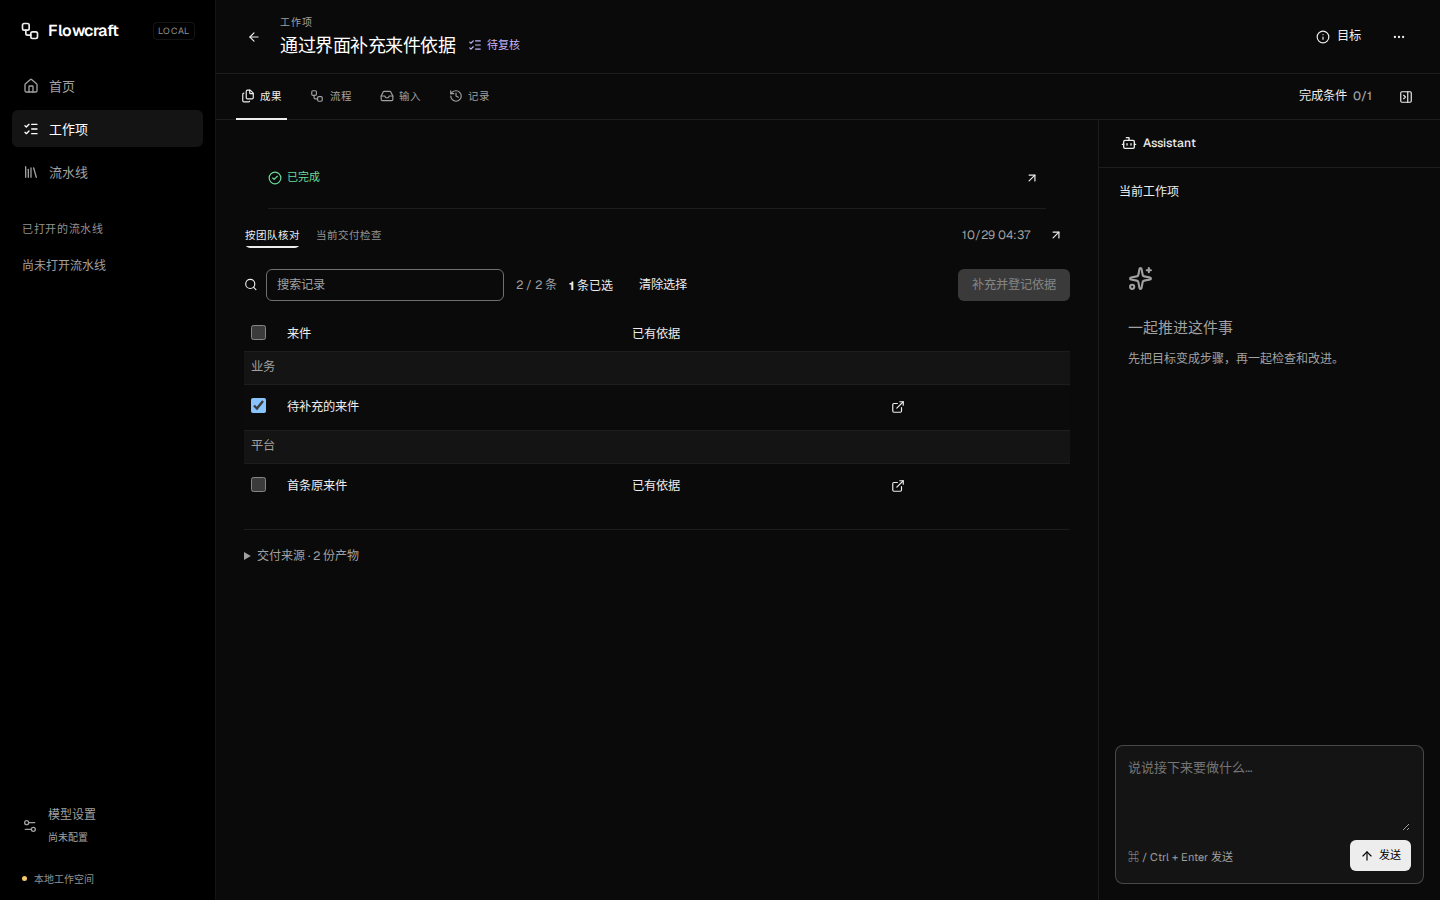 Flowcraft
LOCAL
首页
工作项
流水线
已打开的流水线
尚未打开流水线
模型设置
尚未配置
本地工作空间
工作项
通过界面补充来件依据
待复核
目标
成果
流程
输入
记录
完成条件 0/1
已完成
按团队核对
当前交付检查
10/29 04:37
搜索记录
2 / 2 条
1 条已选
清除选择
补充并登记依据
来件
已有依据
业务
待补充的来件
平台
首条原来件
已有依据
交付来源 · 2 份产物
Assistant
当前工作项
一起推进这件事
先把目标变成步骤，再一起检查和改进。
说说接下来要做什么…
⌘ / Ctrl + Enter 发送
发送